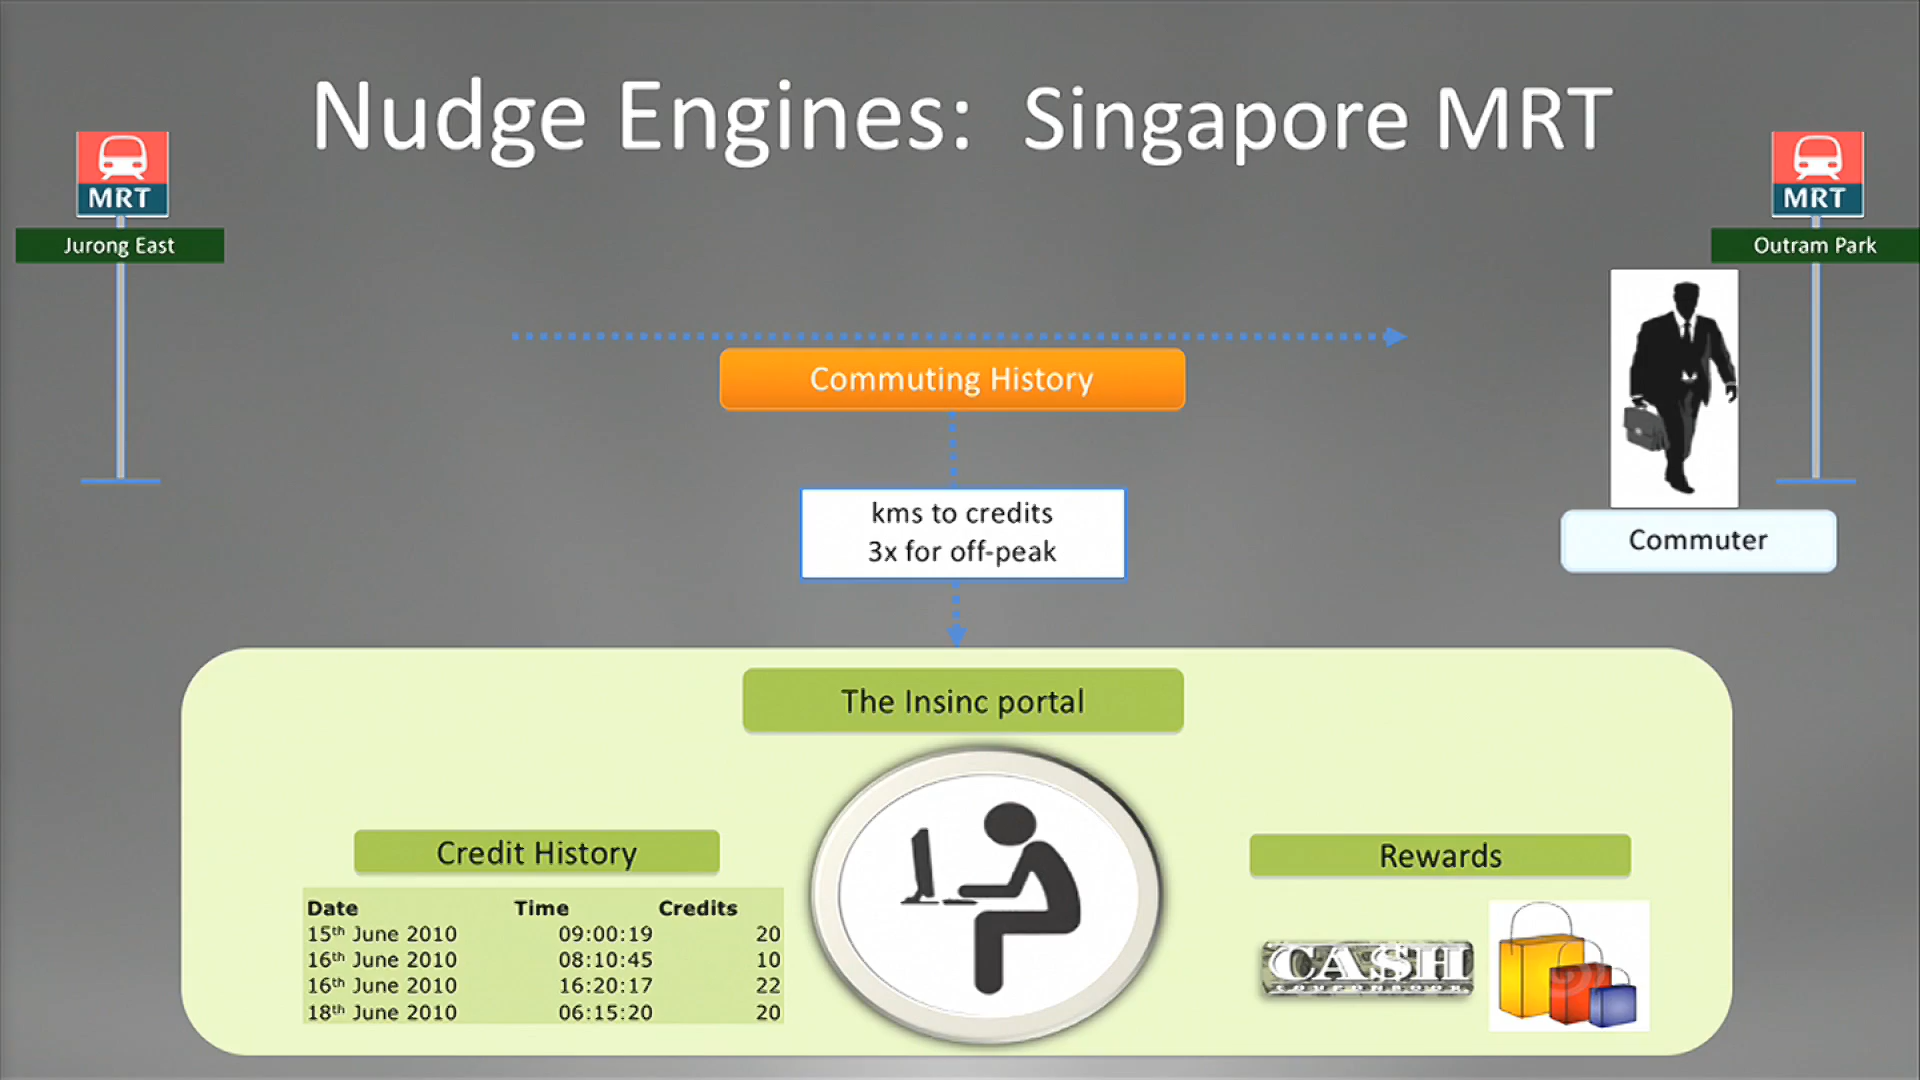 Nudge Engines: Singapore MRT
MRT
Jurong East
MRT
Outram Park
Commuting History
kms to credits
3x for off-peak
Commuter
The Insinc portal
Credit History
Date Time Credits
15th June 2010 09:00:19 20
16th June 2010 08:10:45 10
16th June 2010 16:20:17 22
18th June 2010 06:15:20 20
Rewards
CA$H